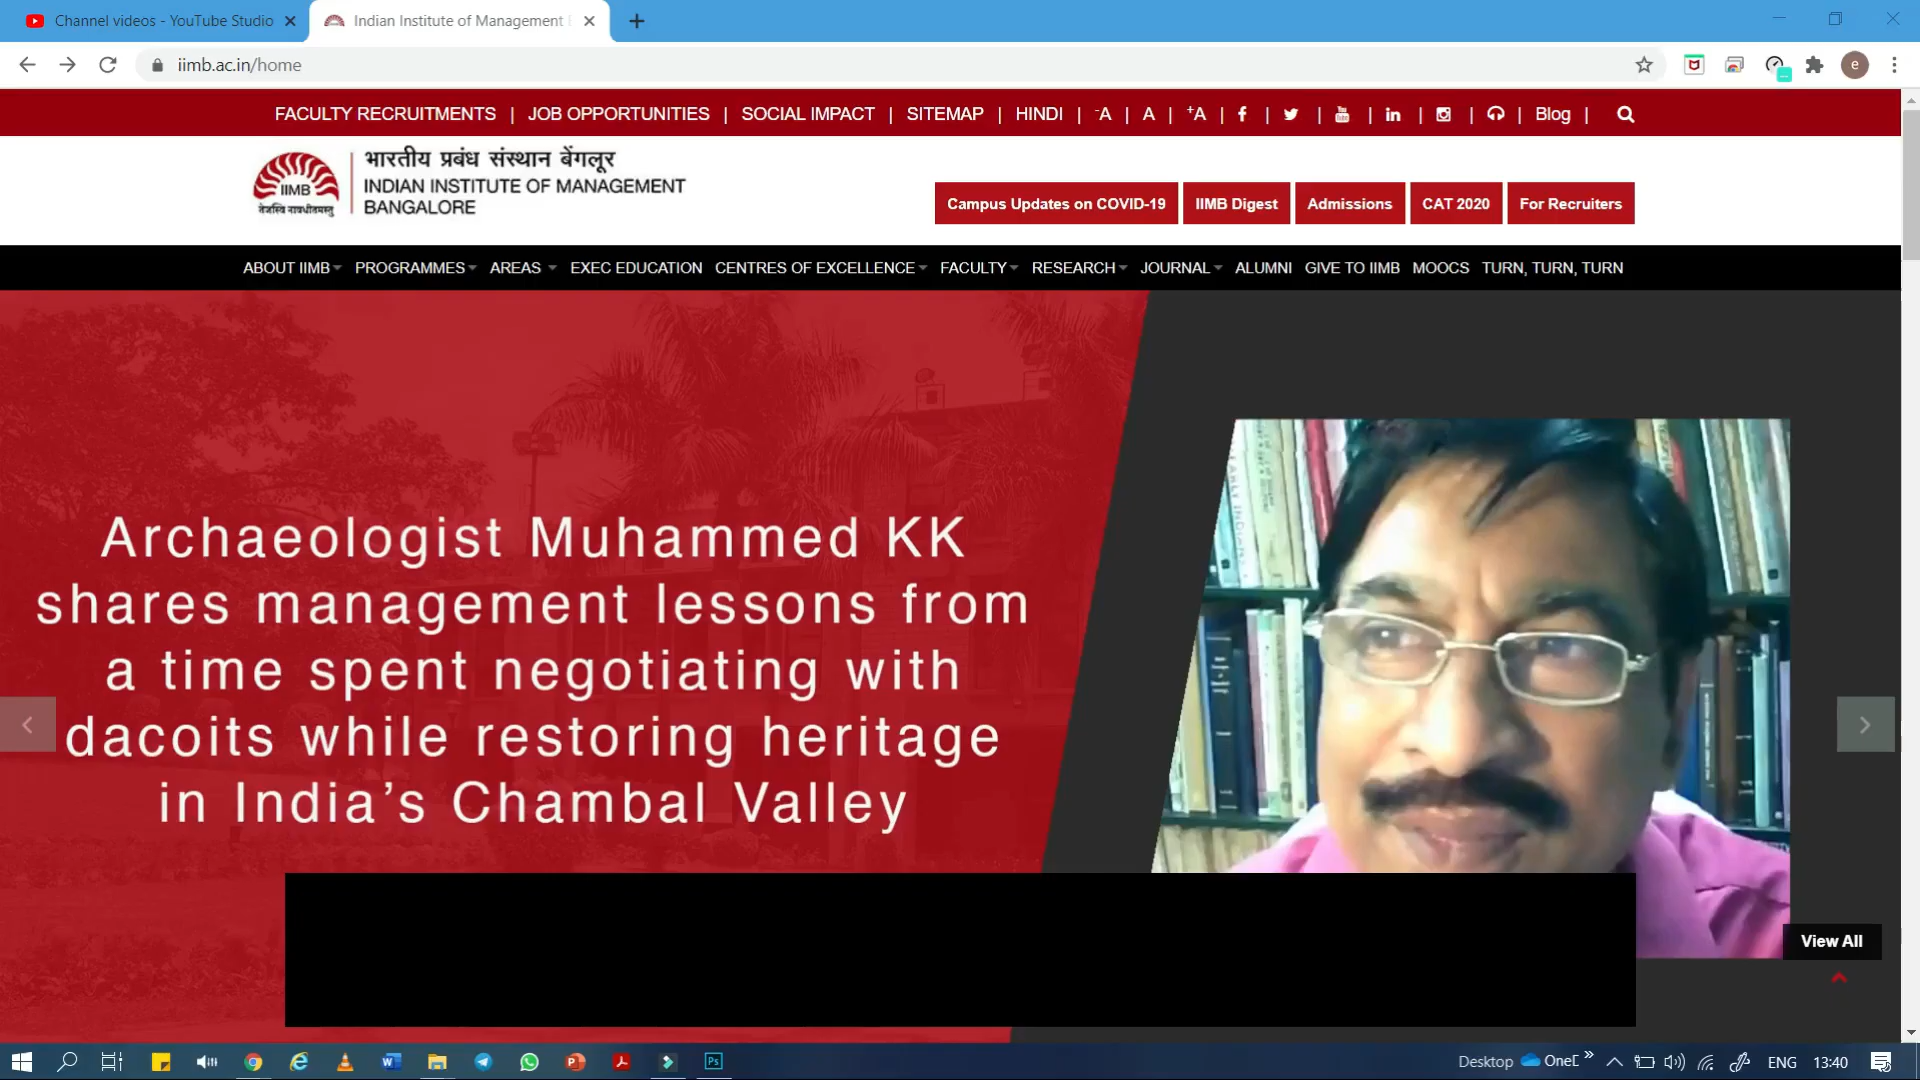 Channel videos - YouTube Studio
Indian Institute of Management
iimb.ac.in/home
e
FACULTY RECRUITMENTS | JOB OPPORTUNITIES | SOCIAL IMPACT | SITEMAP | HINDI | -A | A | +A | | | | | | | Blog |
IIMB
तेजस्वि नावधीतमस्तु
भारतीय प्रबंध संस्थान बेंगलूर
INDIAN INSTITUTE OF MANAGEMENT
BANGALORE
Campus Updates on COVID-19 IIMB Digest Admissions CAT 2020 For Recruiters
ABOUT IIMB PROGRAMMES AREAS EXEC EDUCATION CENTRES OF EXCELLENCE FACULTY RESEARCH JOURNAL ALUMNI GIVE TO IIMB MOOCS TURN, TURN, TURN
Archaeologist Muhammed KK
shares management lessons from
a time spent negotiating with
dacoits while restoring heritage
in India’s Chambal Valley
View All
Desktop OneD ENG 13:40